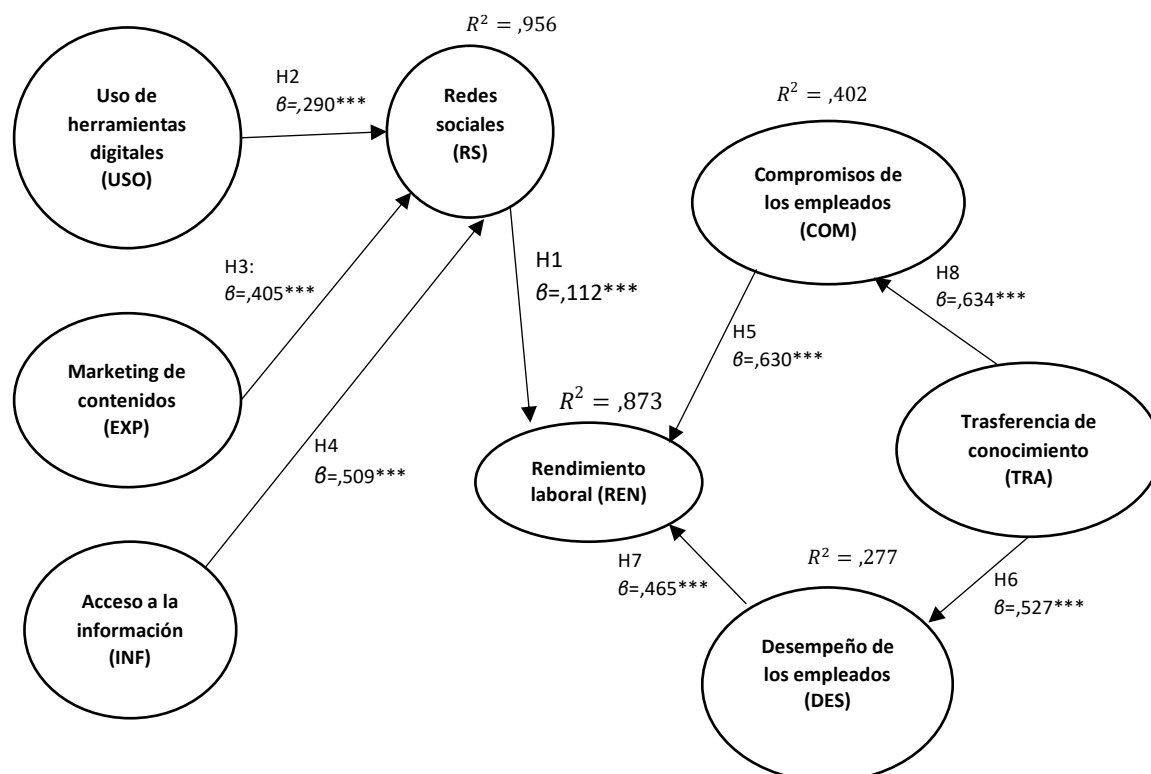 R² = ,956
Uso de
herramientas
digitales
(USO)
H2
β=,290***
Redes
sociales
(RS)
R² = ,402
Compromisos de
los empleados
(COM)
H3:
β=,405***
H1
β=,112***
H8
β=,634***
H5
β=,630***
Marketing de
contenidos
(EXP)
R² = ,873
Trasferencia de
conocimiento
(TRA)
H4
β=,509***
Rendimiento
laboral (REN)
R² = ,277
H7
β=,465***
H6
β=,527***
Acceso a la
información
(INF)
Desempeño de
los empleados
(DES)